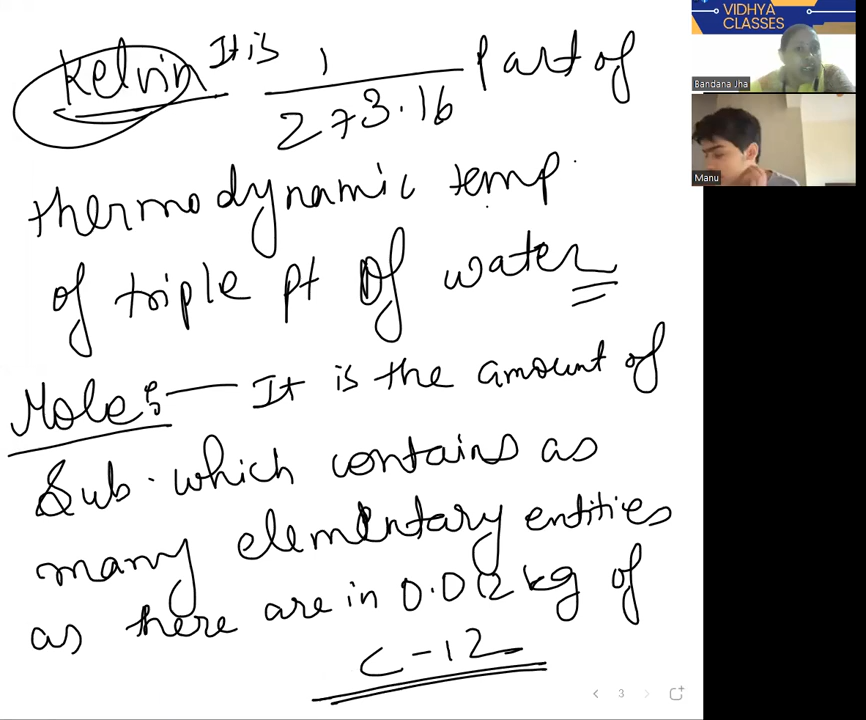 Kelvin It is 1/273.16 Part of
thermodynamic temp.
of triple pt of water
Mole:— It is the amount of
Sub. which contains as
many elementary entities
as there are in 0.012 kg of
C-12
VIDHYA
CLASSES
Bandana Jha
Manu
3